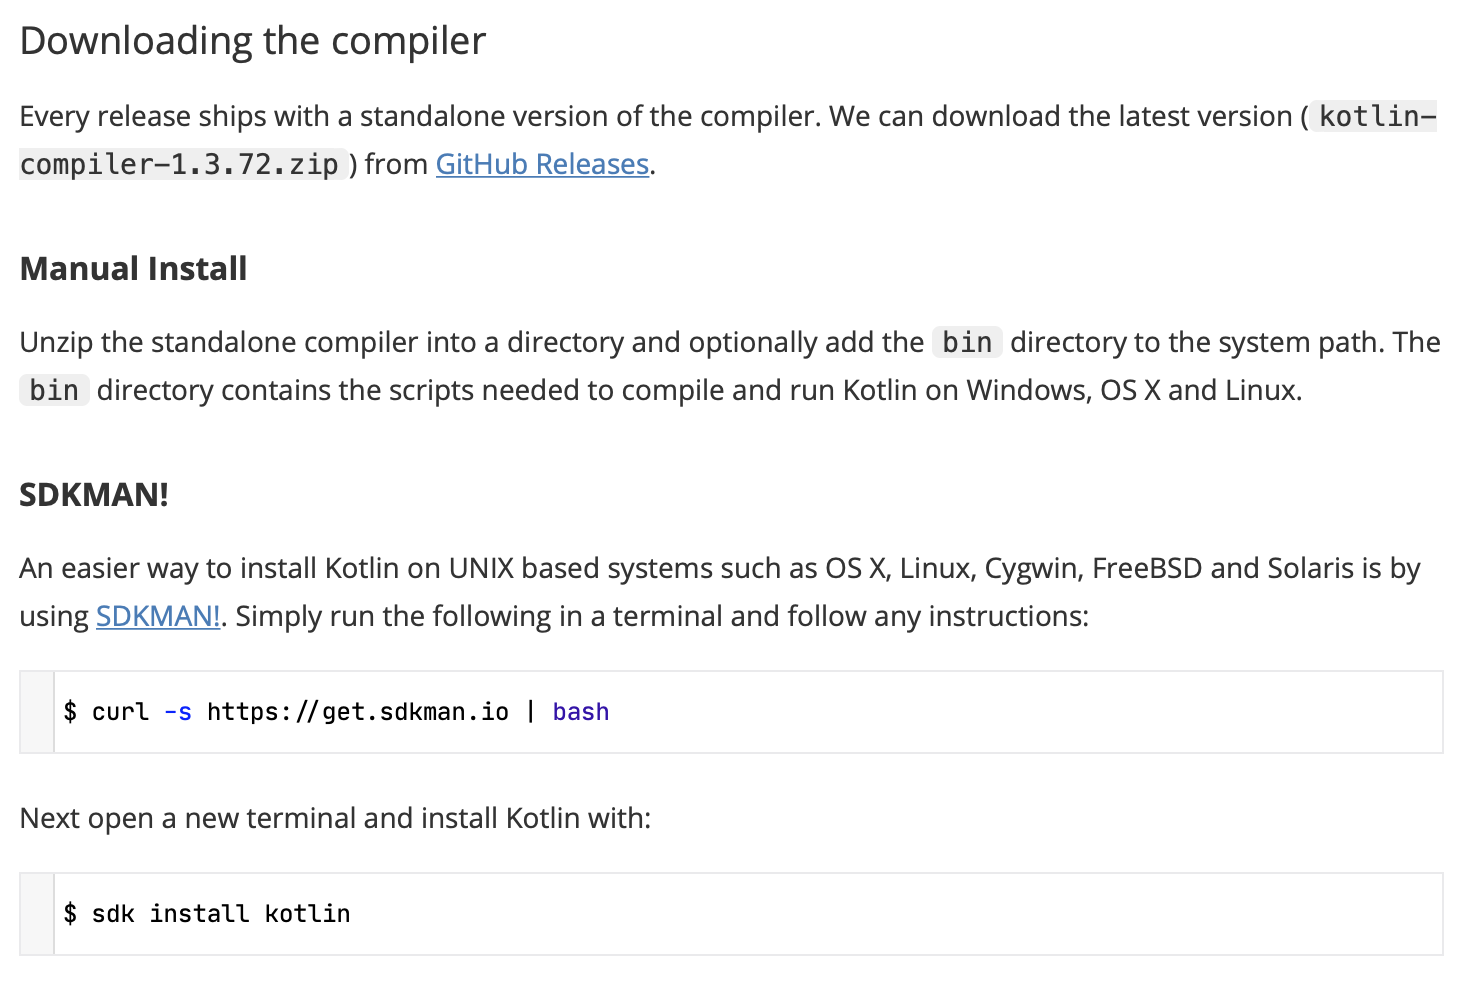 Downloading the compiler
Every release ships with a standalone version of the compiler. We can download the latest version ( kotlin-
compiler-1.3.72.zip ) from GitHub Releases.
Manual Install
Unzip the standalone compiler into a directory and optionally add the bin directory to the system path. The
bin directory contains the scripts needed to compile and run Kotlin on Windows, OS X and Linux.
SDKMAN!
An easier way to install Kotlin on UNIX based systems such as OS X, Linux, Cygwin, FreeBSD and Solaris is by
using SDKMAN!. Simply run the following in a terminal and follow any instructions:
$ curl -s https://get.sdkman.io | bash
Next open a new terminal and install Kotlin with:
$ sdk install kotlin